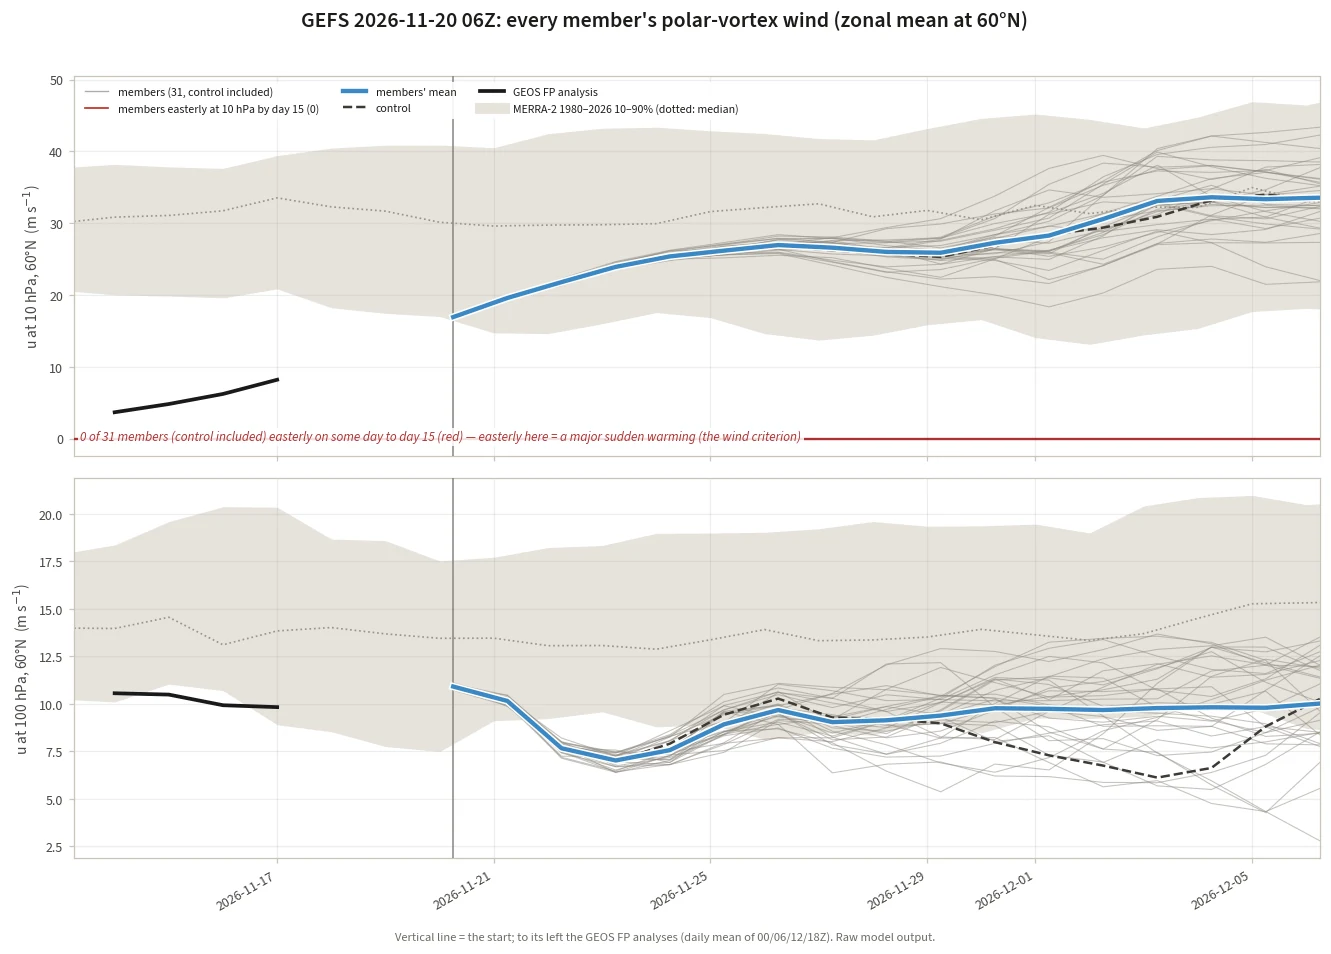 GEFS 2026-11-20 06Z: every member's polar-vortex wind (zonal mean at 60°N)
members (31, control included)
members easterly at 10 hPa by day 15 (0)
members' mean
control
GEOS FP analysis
MERRA-2 1980–2026 10–90% (dotted: median)
u at 10 hPa, 60°N (m s⁻¹)
50
40
30
20
10
0
0 of 31 members (control included) easterly on some day to day 15 (red) — easterly here = a major sudden warming (the wind criterion)
u at 100 hPa, 60°N (m s⁻¹)
20.0
17.5
15.0
12.5
10.0
7.5
5.0
2.5
2026-11-17
2026-11-21
2026-11-25
2026-11-29
2026-12-01
2026-12-05
Vertical line = the start; to its left the GEOS FP analyses (daily mean of 00/06/12/18Z). Raw model output.